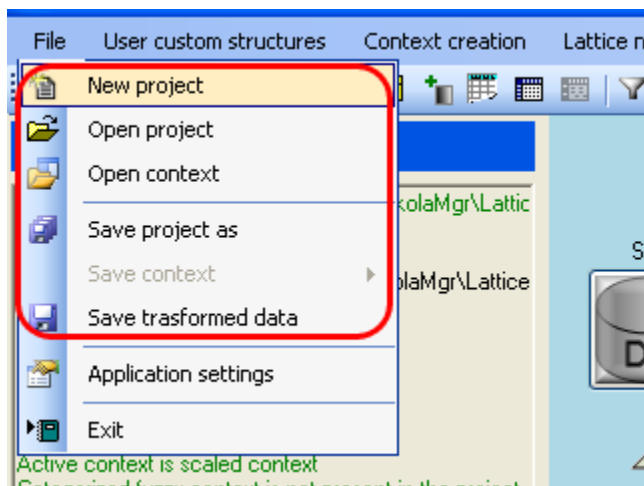 File User custom structures Context creation Lattice
New project
Open project
Open context
Save project as
Save context
Save trasformed data
Application settings
Exit
Active context is scaled context